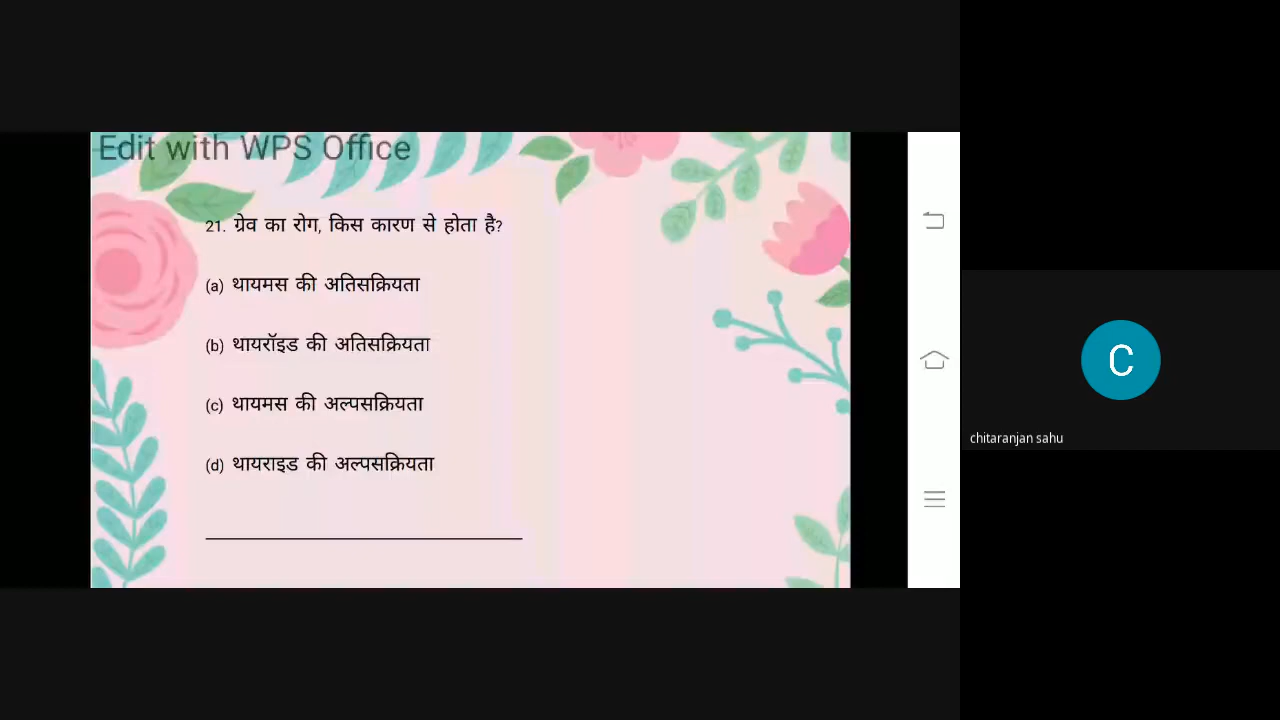 Edit with WPS Office
21. ग्रेव का रोग, किस कारण से होता है?
(a) थायमस की अतिसक्रियता
(b) थायरॉइड की अतिसक्रियता
(c) थायमस की अल्पसक्रियता
(d) थायराइड की अल्पसक्रियता
C
chitaranjan sahu